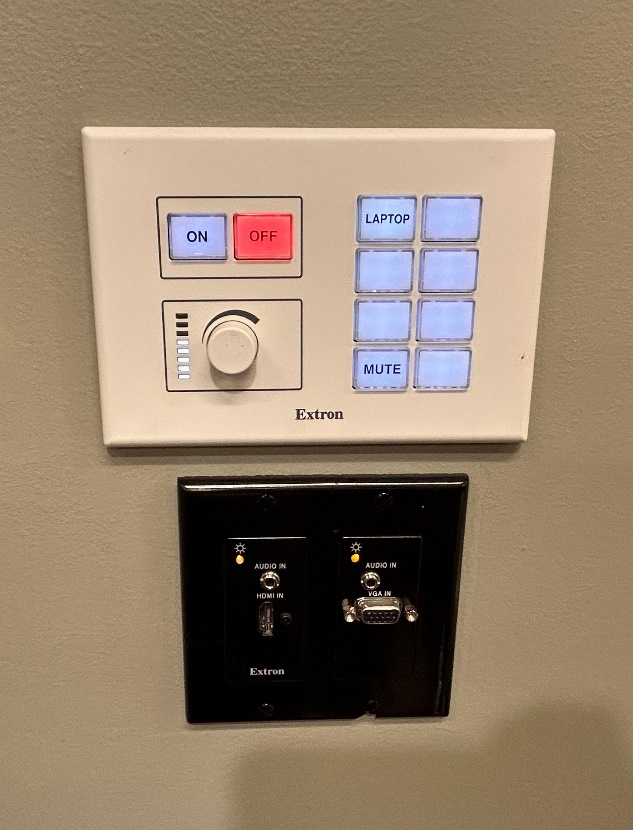 ON OFF
LAPTOP
MUTE
Extron
AUDIO IN
HDMI IN
Extron
AUDIO IN
VGA IN